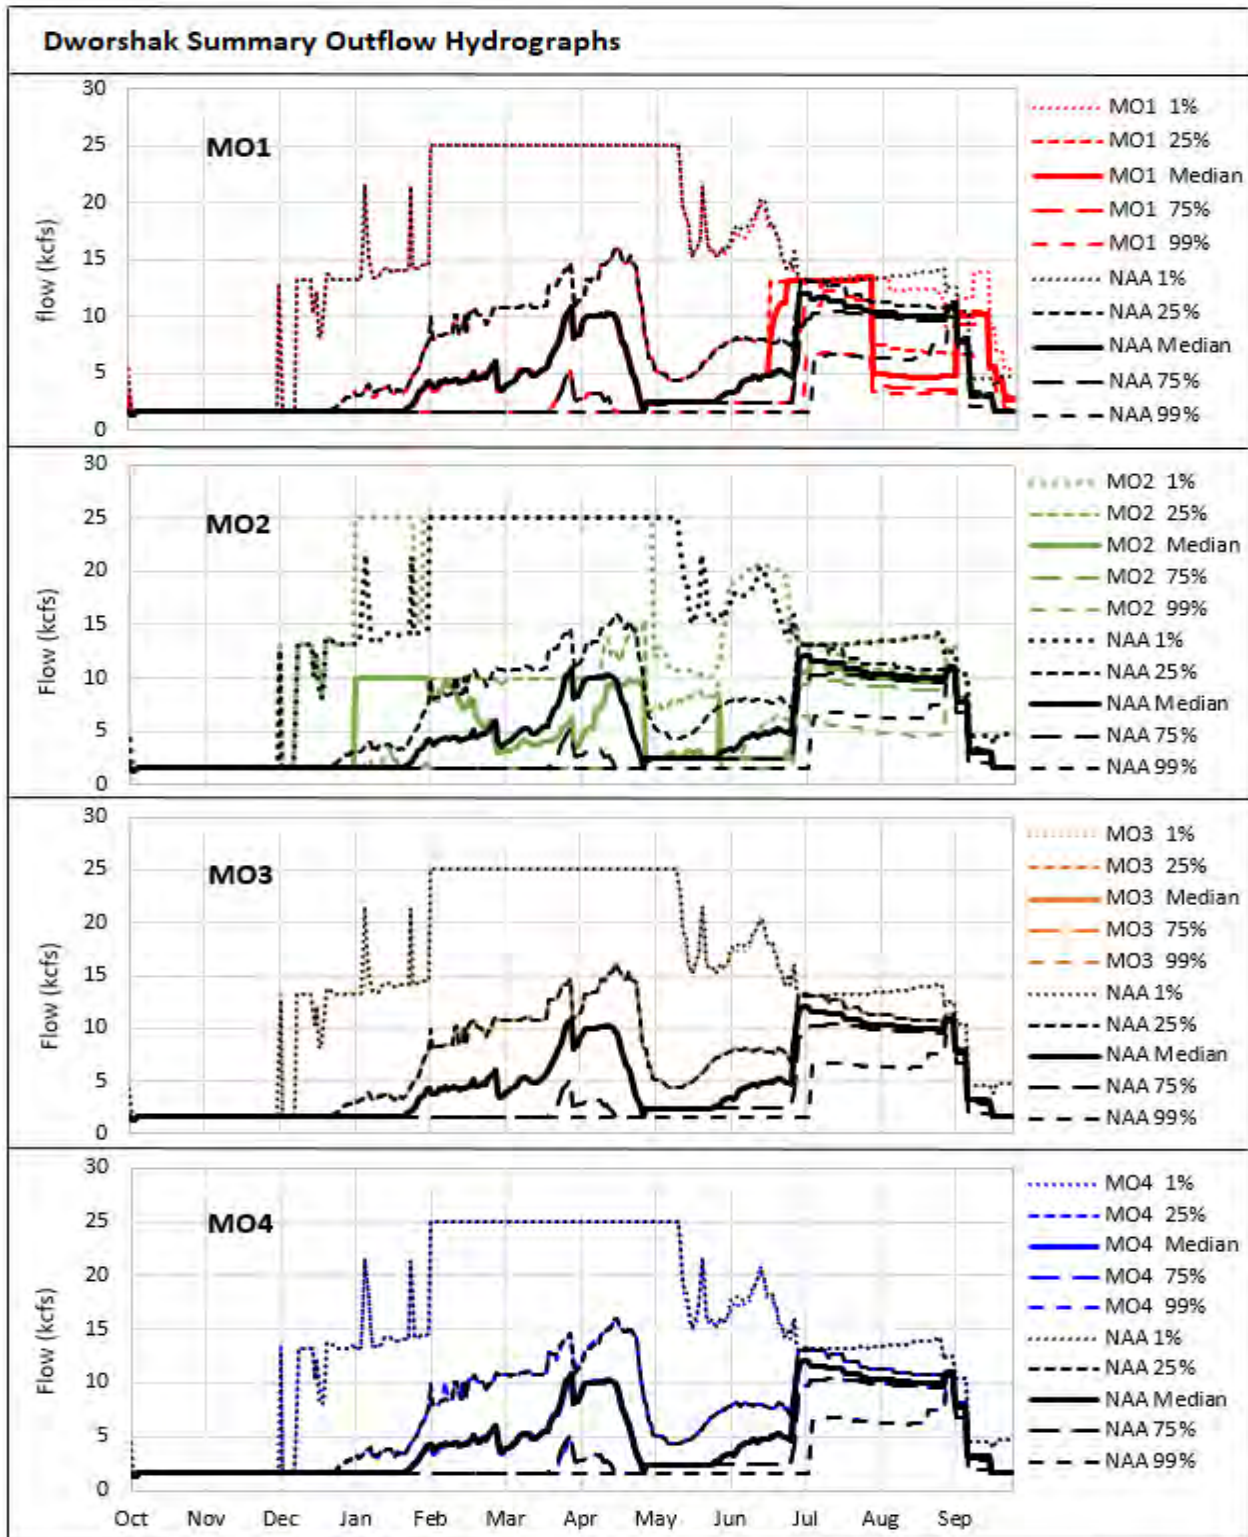 Dworshak Summary Outflow Hydrographs
MO1
flow (kcfs)
30
25
20
15
10
5
0
MO1 1%
MO1 25%
MO1 Median
MO1 75%
MO1 99%
NAA 1%
NAA 25%
NAA Median
NAA 75%
NAA 99%
MO2
Flow (kcfs)
30
25
20
15
10
5
0
MO2 1%
MO2 25%
MO2 Median
MO2 75%
MO2 99%
NAA 1%
NAA 25%
NAA Median
NAA 75%
NAA 99%
MO3
Flow (kcfs)
30
25
20
15
10
5
0
MO3 1%
MO3 25%
MO3 Median
MO3 75%
MO3 99%
NAA 1%
NAA 25%
NAA Median
NAA 75%
NAA 99%
MO4
Flow (kcfs)
30
25
20
15
10
5
0
MO4 1%
MO4 25%
MO4 Median
MO4 75%
MO4 99%
NAA 1%
NAA 25%
NAA Median
NAA 75%
NAA 99%
Oct Nov Dec Jan Feb Mar Apr May Jun Jul Aug Sep